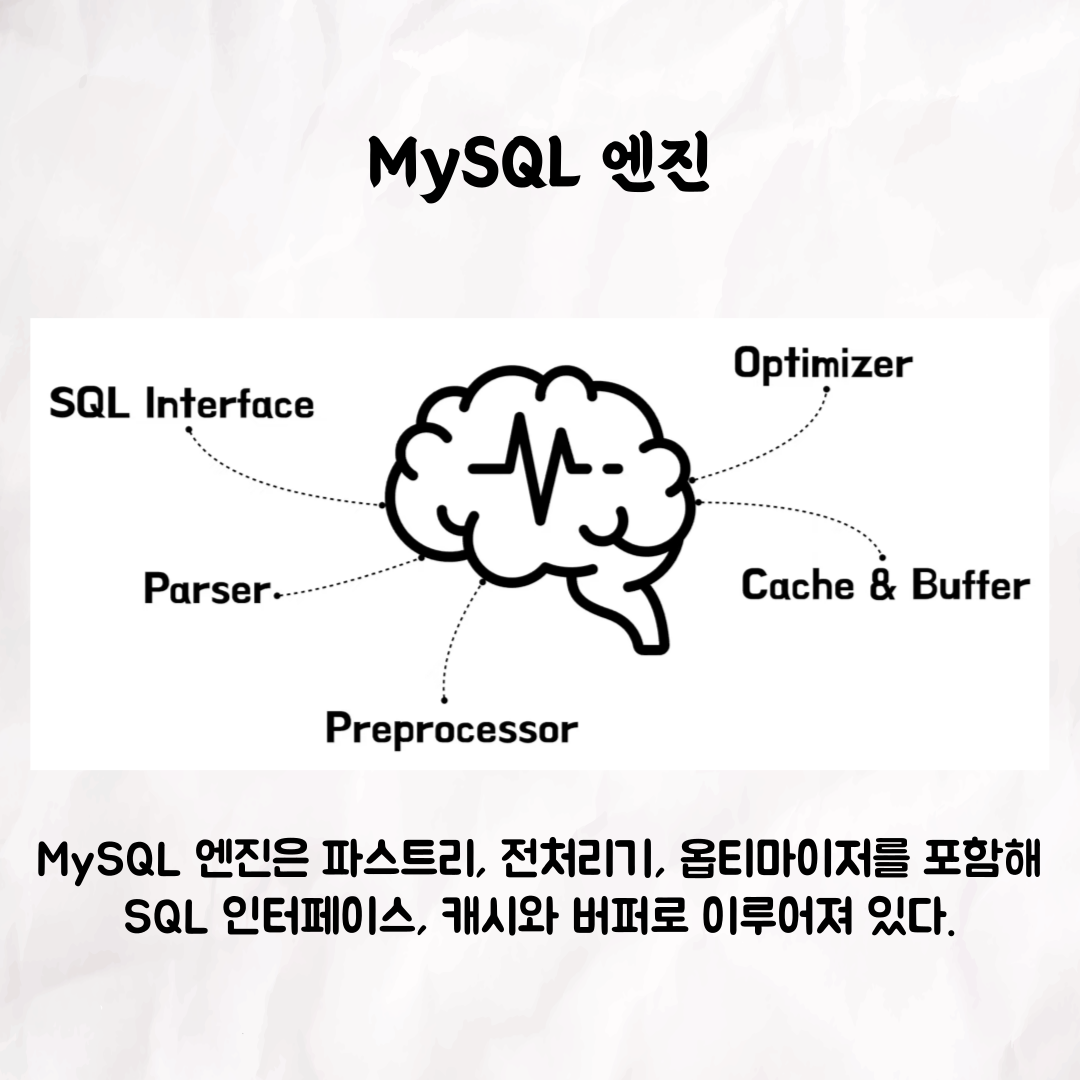 MySQL 엔진
Optimizer
SQL Interface
Parser
Cache & Buffer
Preprocessor
MySQL 엔진은 파스트리, 전처리기, 옵티마이저를 포함해
SQL 인터페이스, 캐시와 버퍼로 이루어져 있다.